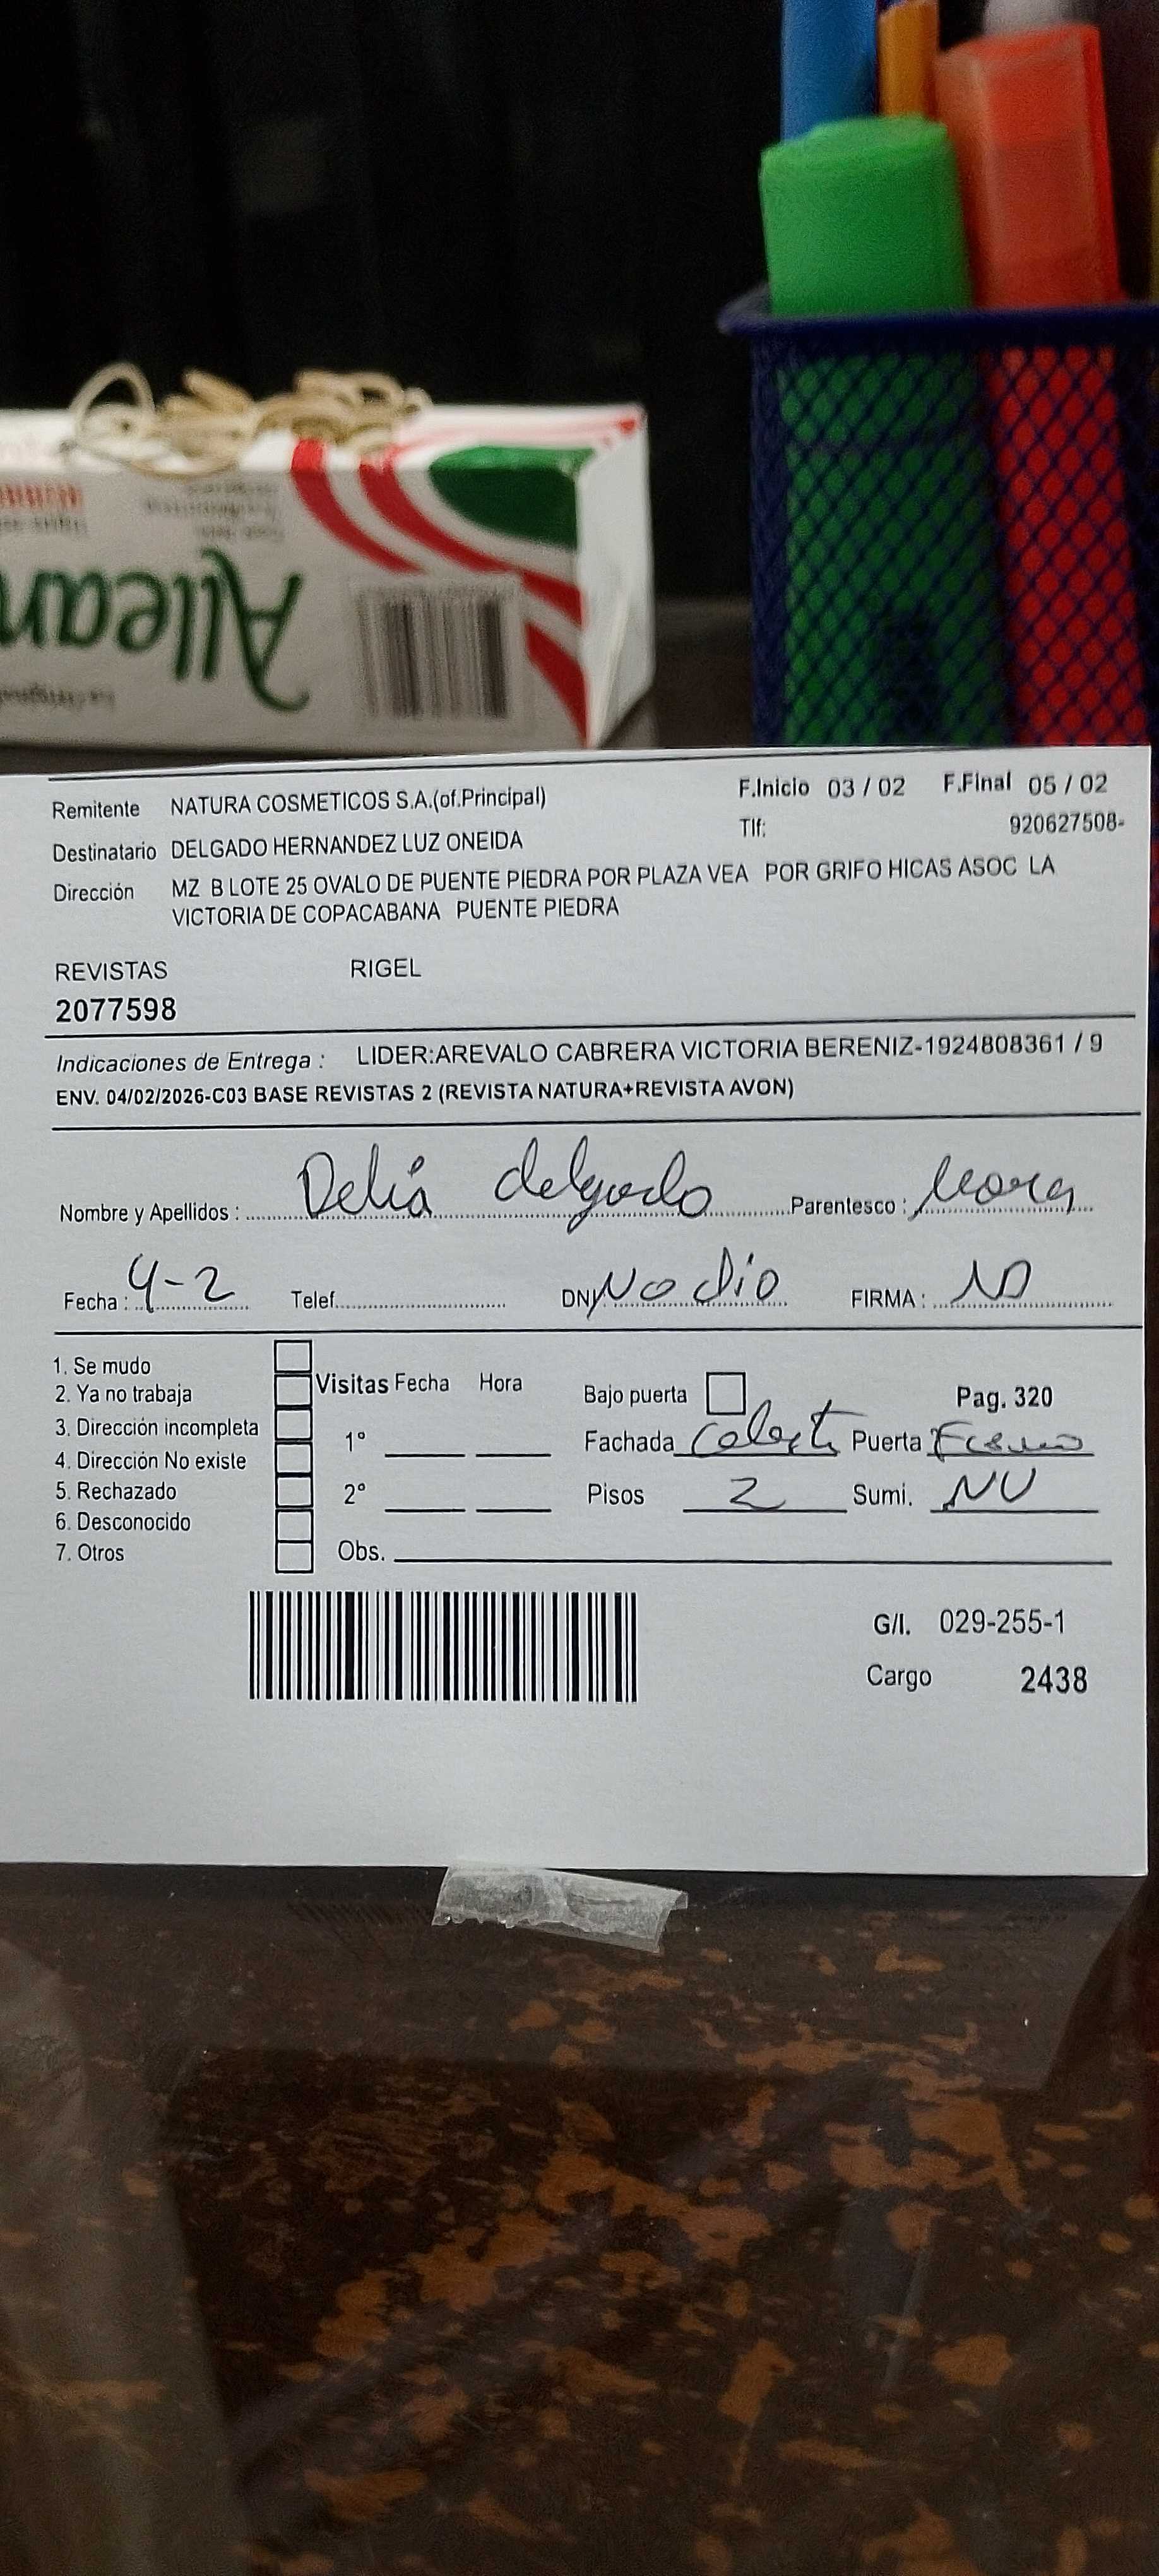 Allean
Remitente NATURA COSMETICOS S.A.(of.Principal) F.Inicio 03 / 02 F.Final 05 / 02
Tlf: 920627508-
Destinatario DELGADO HERNANDEZ LUZ ONEIDA
Dirección MZ B LOTE 25 OVALO DE PUENTE PIEDRA POR PLAZA VEA POR GRIFO HICAS ASOC LA
VICTORIA DE COPACABANA PUENTE PIEDRA
REVISTAS RIGEL
2077598
Indicaciones de Entrega : LIDER:AREVALO CABRERA VICTORIA BERENIZ-1924808361 / 9
ENV. 04/02/2026-C03 BASE REVISTAS 2 (REVISTA NATURA+REVISTA AVON)
Nombre y Apellidos : Delia delgado Parentesco :
Fecha : 4-2 Telef. DNI No dio FIRMA : ND
1. Se mudo
2. Ya no trabaja
3. Dirección incompleta
4. Dirección No existe
5. Rechazado
6. Desconocido
7. Otros
Visitas Fecha Hora
1°
2°
Obs.
Bajo puerta Pag. 320
Fachada Celeste Puerta
Pisos 2 Sumi. NV
G/I. 029-255-1
Cargo 2438